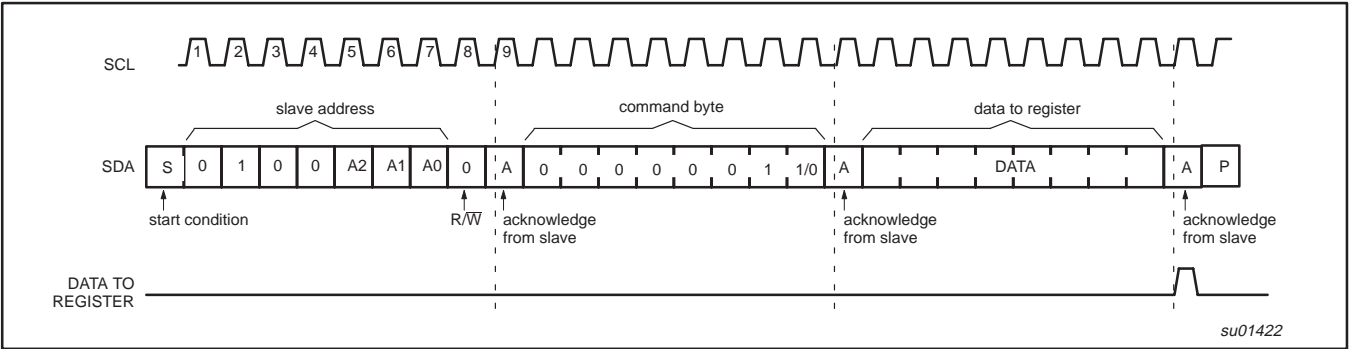 SCL 1 2 3 4 5 6 7 8 9
slave address command byte data to register
SDA S 0 1 0 0 A2 A1 A0 0 A 0 0 0 0 0 0 1 1/0 A DATA A P
start condition R/W acknowledge from slave acknowledge from slave acknowledge from slave
DATA TO
REGISTER
su01422